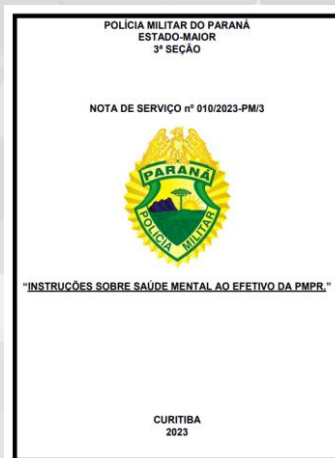 POLÍCIA MILITAR DO PARANÁ
ESTADO-MAIOR
3ª SEÇÃO
NOTA DE SERVIÇO nº 010/2023-PM/3
PARANÁ
POLÍCIA MILITAR
“INSTRUÇÕES SOBRE SAÚDE MENTAL AO EFETIVO DA PMPR.”
CURITIBA
2023